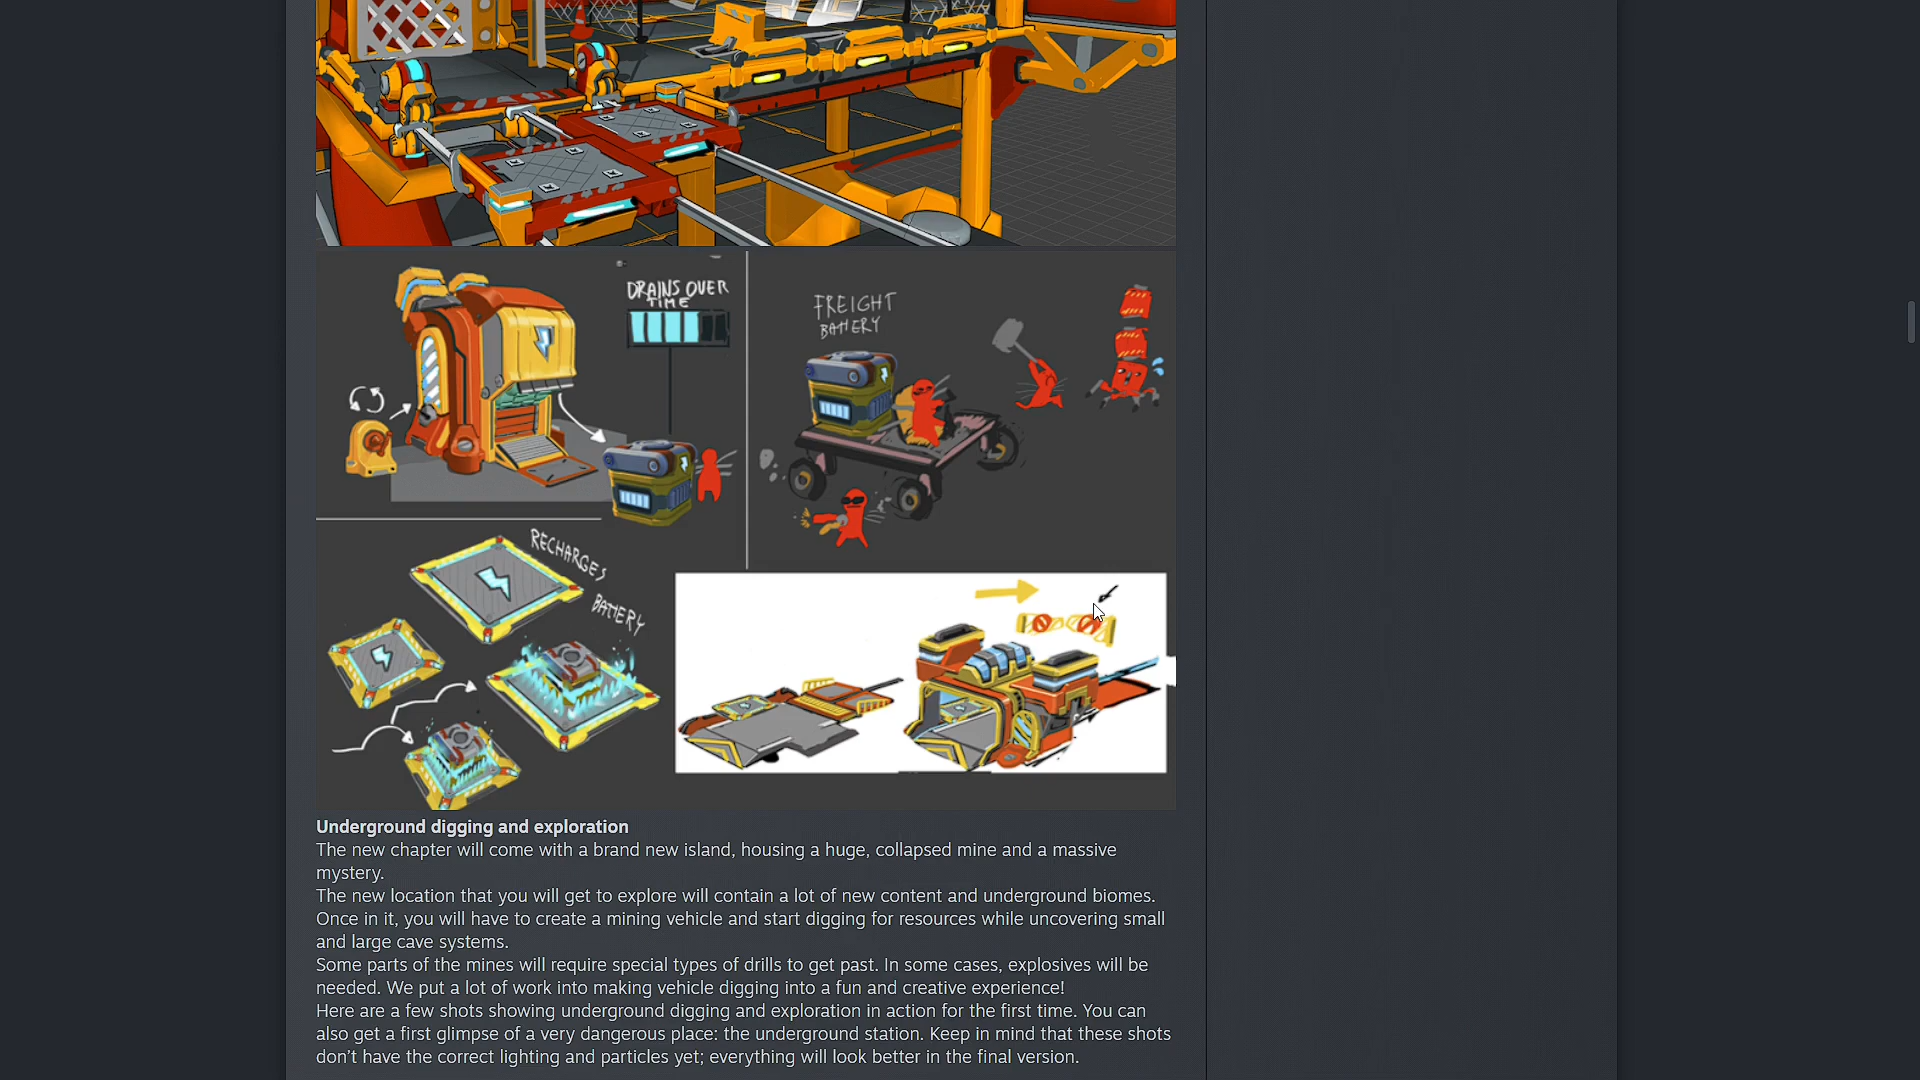 DRAINS OVER
TIME
FREIGHT
BATTERY
RECHARGES
BATTERY
Underground digging and exploration
The new chapter will come with a brand new island, housing a huge, collapsed mine and a massive
mystery.
The new location that you will get to explore will contain a lot of new content and underground biomes.
Once in it, you will have to create a mining vehicle and start digging for resources while uncovering small
and large cave systems.
Some parts of the mines will require special types of drills to get past. In some cases, explosives will be
needed. We put a lot of work into making vehicle digging into a fun and creative experience!
Here are a few shots showing underground digging and exploration in action for the first time. You can
also get a first glimpse of a very dangerous place: the underground station. Keep in mind that these shots
don’t have the correct lighting and particles yet; everything will look better in the final version.